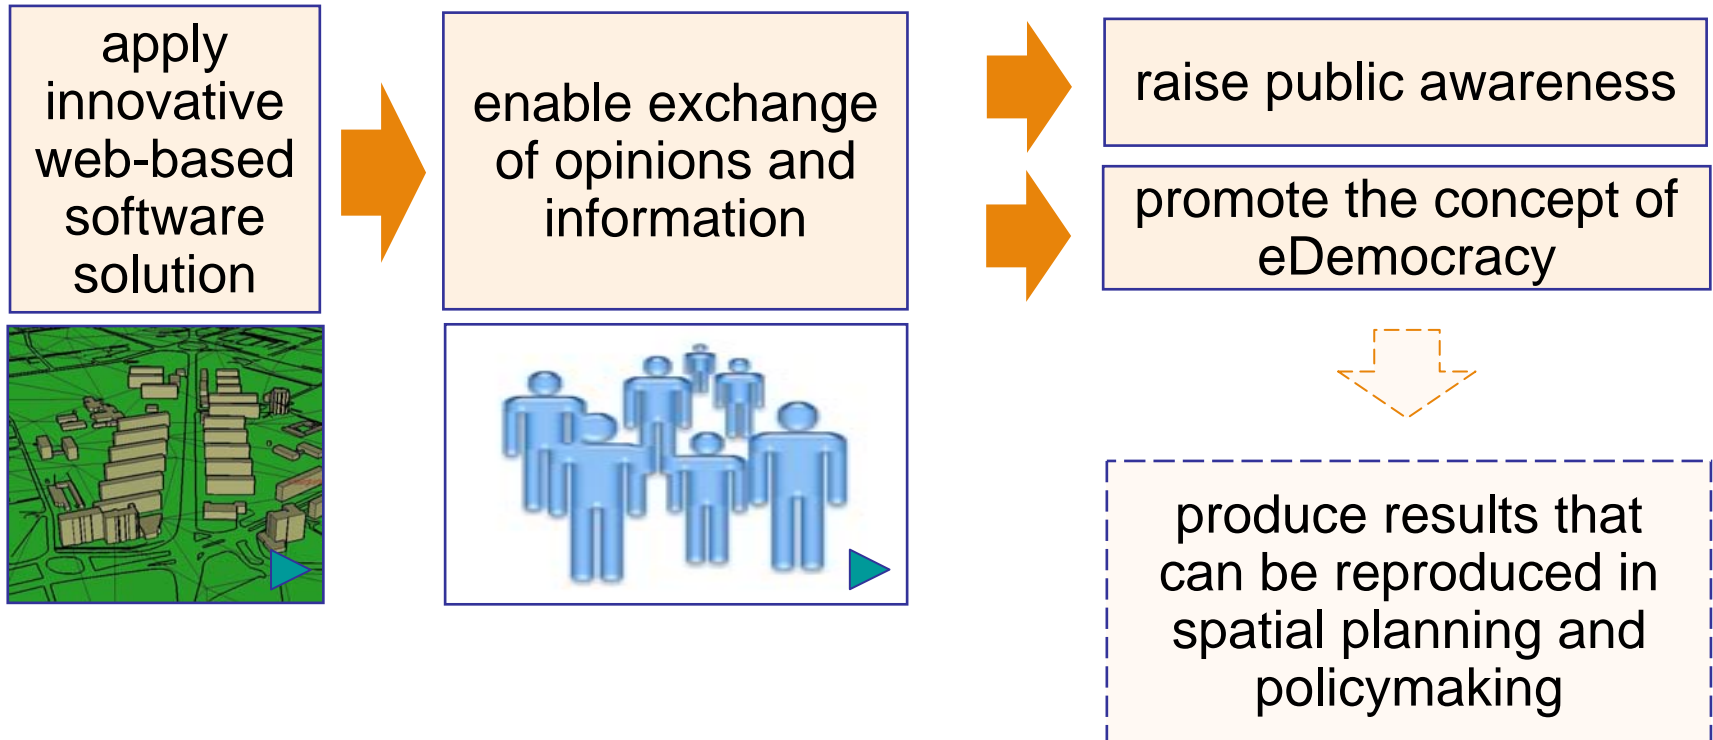 apply
innovative
web-based
software
solution
enable exchange
of opinions and
information
raise public awareness
promote the concept of
eDemocracy
produce results that
can be reproduced in
spatial planning and
policymaking